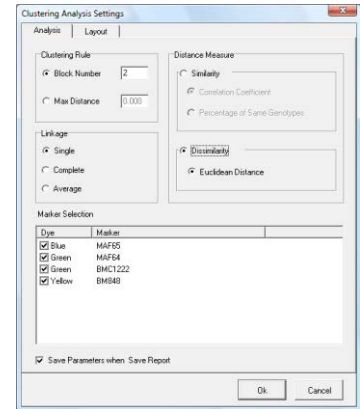 Clustering Analysis Settings
Analysis
Layout
Clustering Rule
Block Number
2
Max Distance
0.000
Linkage
Single
Complete
Average
Distance Measure
Similarity
Correlation Coefficient
Percentage of Same Genotypes
Dissimilarity
Euclidean Distance
Marker Selection
Dye Marker
Blue MAF65
Green MAF64
Green BMC1222
Yellow BM848
Save Parameters when Save Report
Ok
Cancel